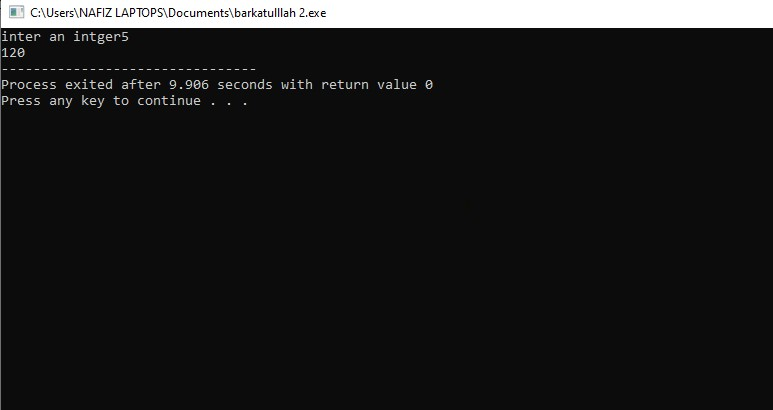 C:\Users\NAFIZ LAPTOPS\Documents\barkatulllah 2.exe
inter an intger5
120
--------------------------------
Process exited after 9.906 seconds with return value 0
Press any key to continue . . .